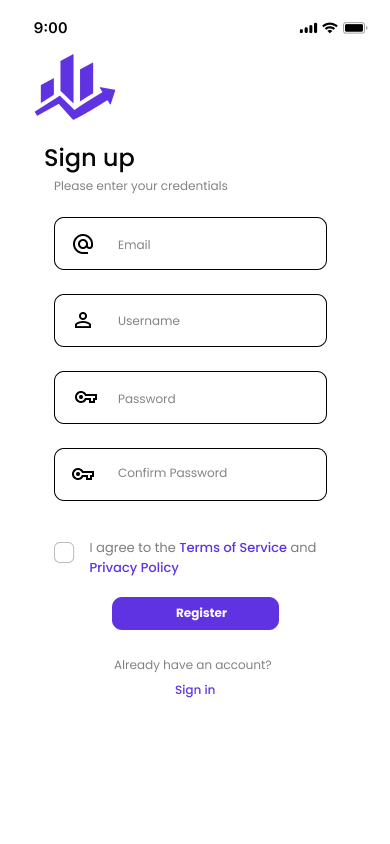 9:00
Sign up
Please enter your credentials
Email
Username
Password
Confirm Password
I agree to the Terms of Service and
Privacy Policy
Register
Already have an account?
Sign in